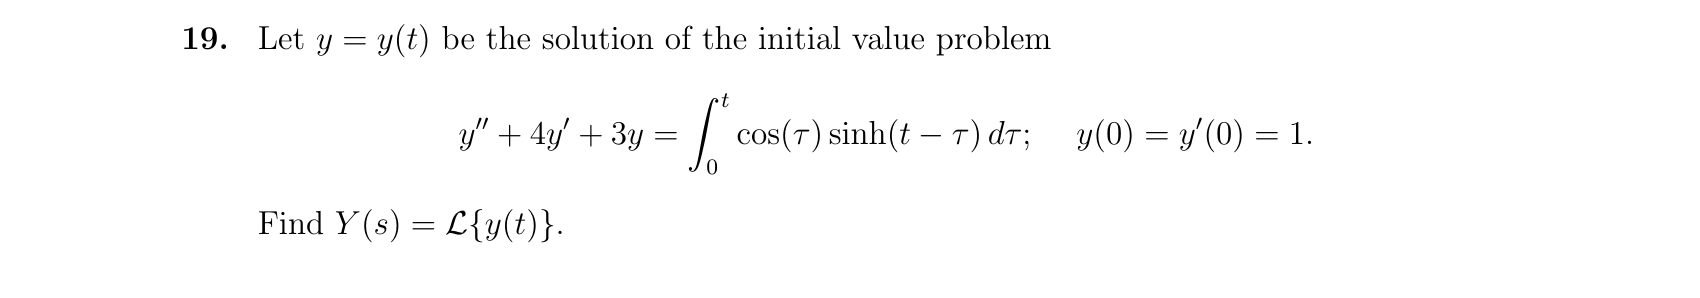 19. Let y = y(t) be the solution of the initial value problem
y″ + 4y′ + 3y = ∫₀ᵗ cos(τ) sinh(t − τ) dτ;  y(0) = y′(0) = 1.
Find Y(s) = ℒ{y(t)}.